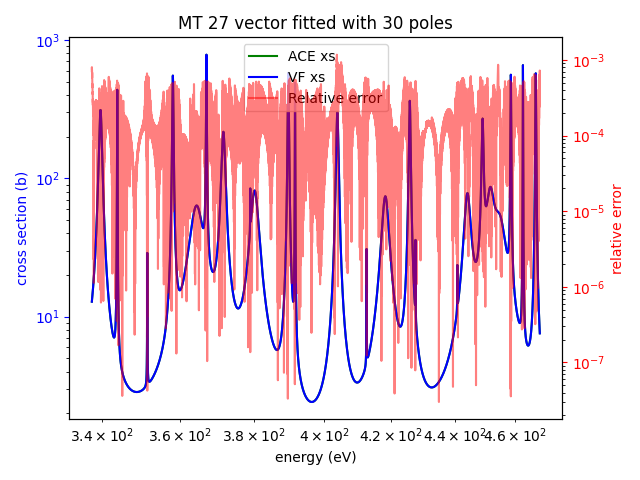 MT 27 vector fitted with 30 poles
ACE xs
VF xs
Relative error
cross section (b)
10³
10²
10¹
relative error
10⁻³
10⁻⁴
10⁻⁵
10⁻⁶
10⁻⁷
3.4 × 10² 3.6 × 10² 3.8 × 10² 4 × 10² 4.2 × 10² 4.4 × 10² 4.6 × 10²
energy (eV)